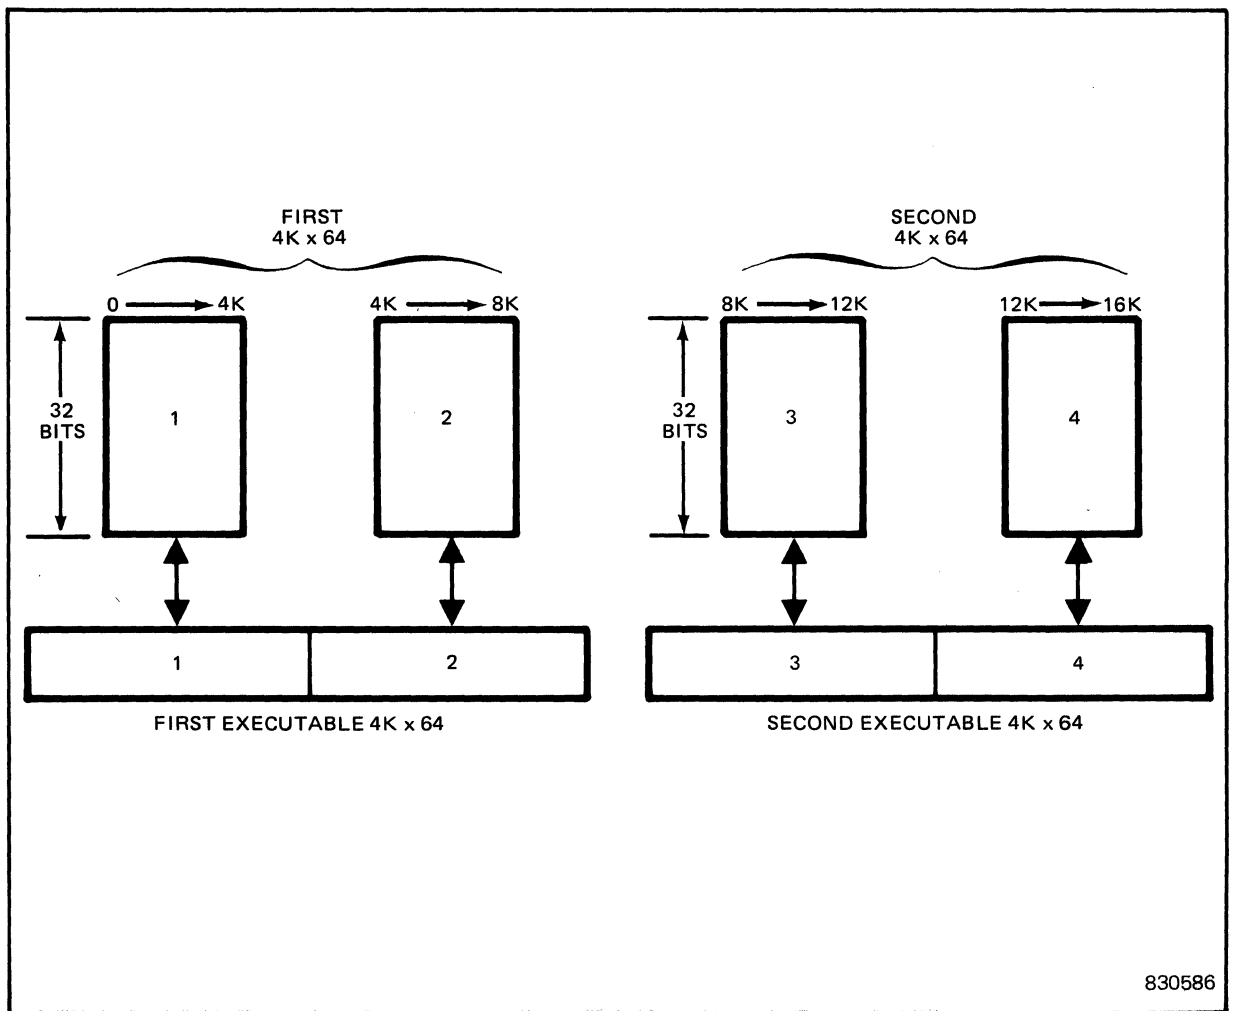 FIRST
4K x 64
SECOND
4K x 64
0 4K
4K 8K
8K 12K
12K 16K
32
BITS
1
2
32
BITS
3
4
1
2
3
4
FIRST EXECUTABLE 4K x 64
SECOND EXECUTABLE 4K x 64
830586